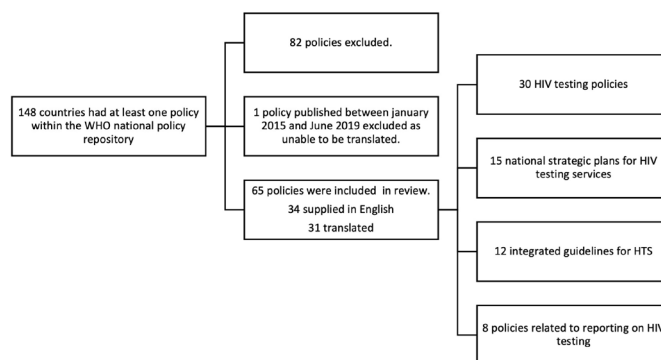 148 countries had at least one policy
within the WHO national policy
repository
82 policies excluded.
1 policy published between january
2015 and June 2019 excluded as
unable to be translated.
65 policies were included in review.
34 supplied in English
31 translated
30 HIV testing policies
15 national strategic plans for HIV
testing services
12 integrated guidelines for HTS
8 policies related to reporting on HIV
testing